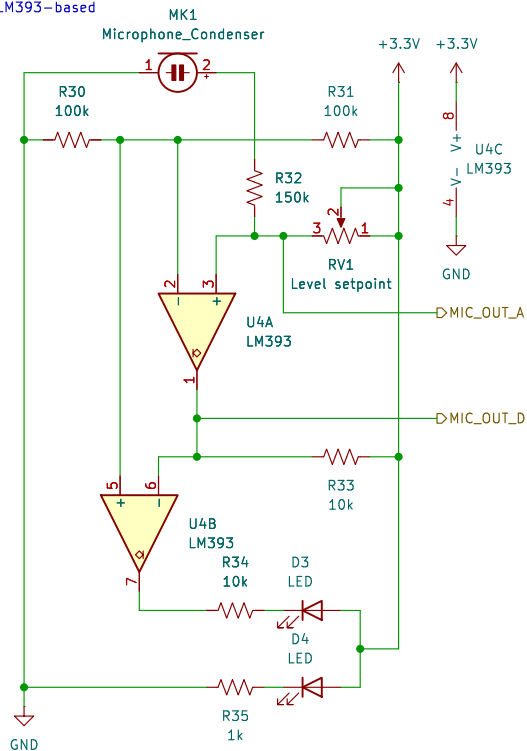 LM393-based
MK1
Microphone_Condenser
+3.3V
+3.3V
1
2
+
R30
100k
R31
100k
8
V+
U4C
LM393
V-
4
GND
R32
150k
2
3
1
RV1
Level setpoint
2
3
-
+
MIC_OUT_A
U4A
LM393
1
MIC_OUT_D
5
6
+
-
R33
10k
U4B
LM393
7
R34
10k
D3
LED
D4
LED
R35
1k
GND